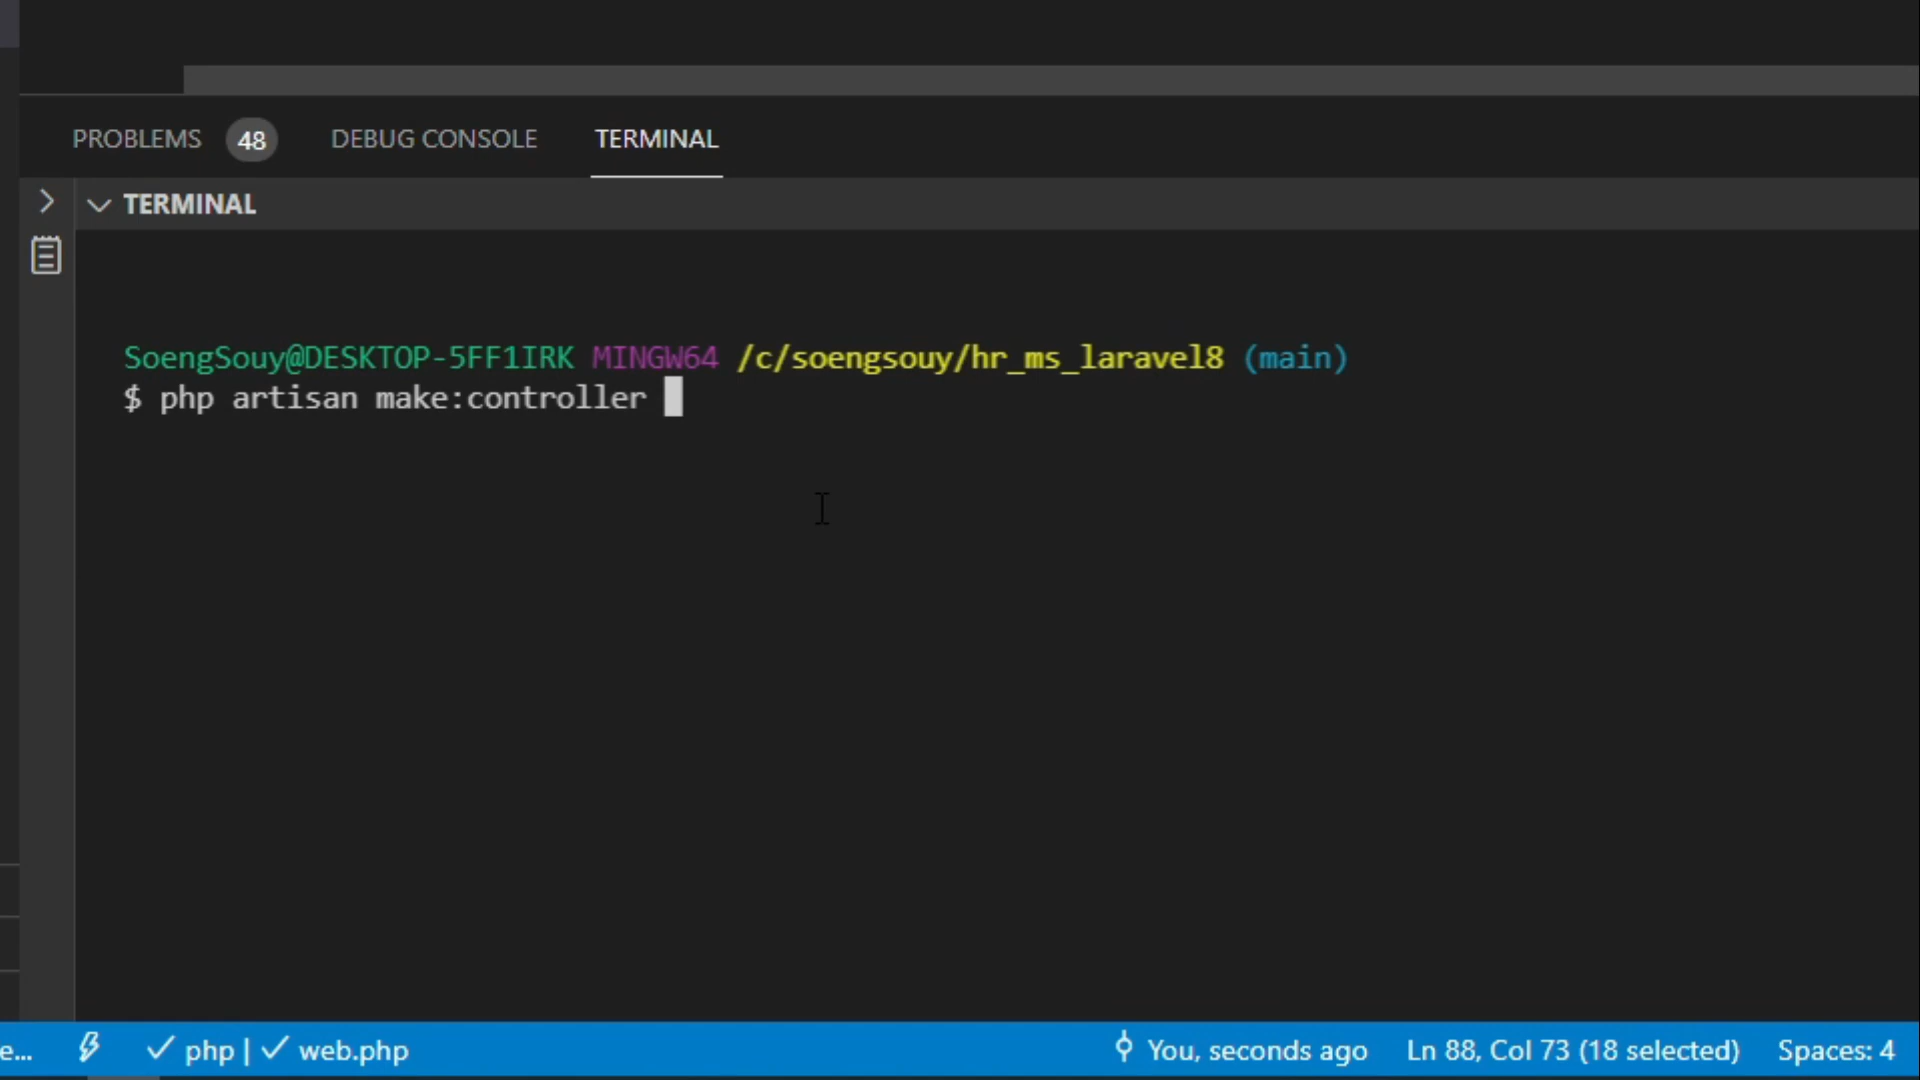 PROBLEMS 48 DEBUG CONSOLE TERMINAL
TERMINAL
SoengSouy@DESKTOP-5FF1IRK MINGW64 /c/soengsouy/hr_ms_laravel8 (main)
$ php artisan make:controller
e... php | web.php You, seconds ago Ln 88, Col 73 (18 selected) Spaces: 4